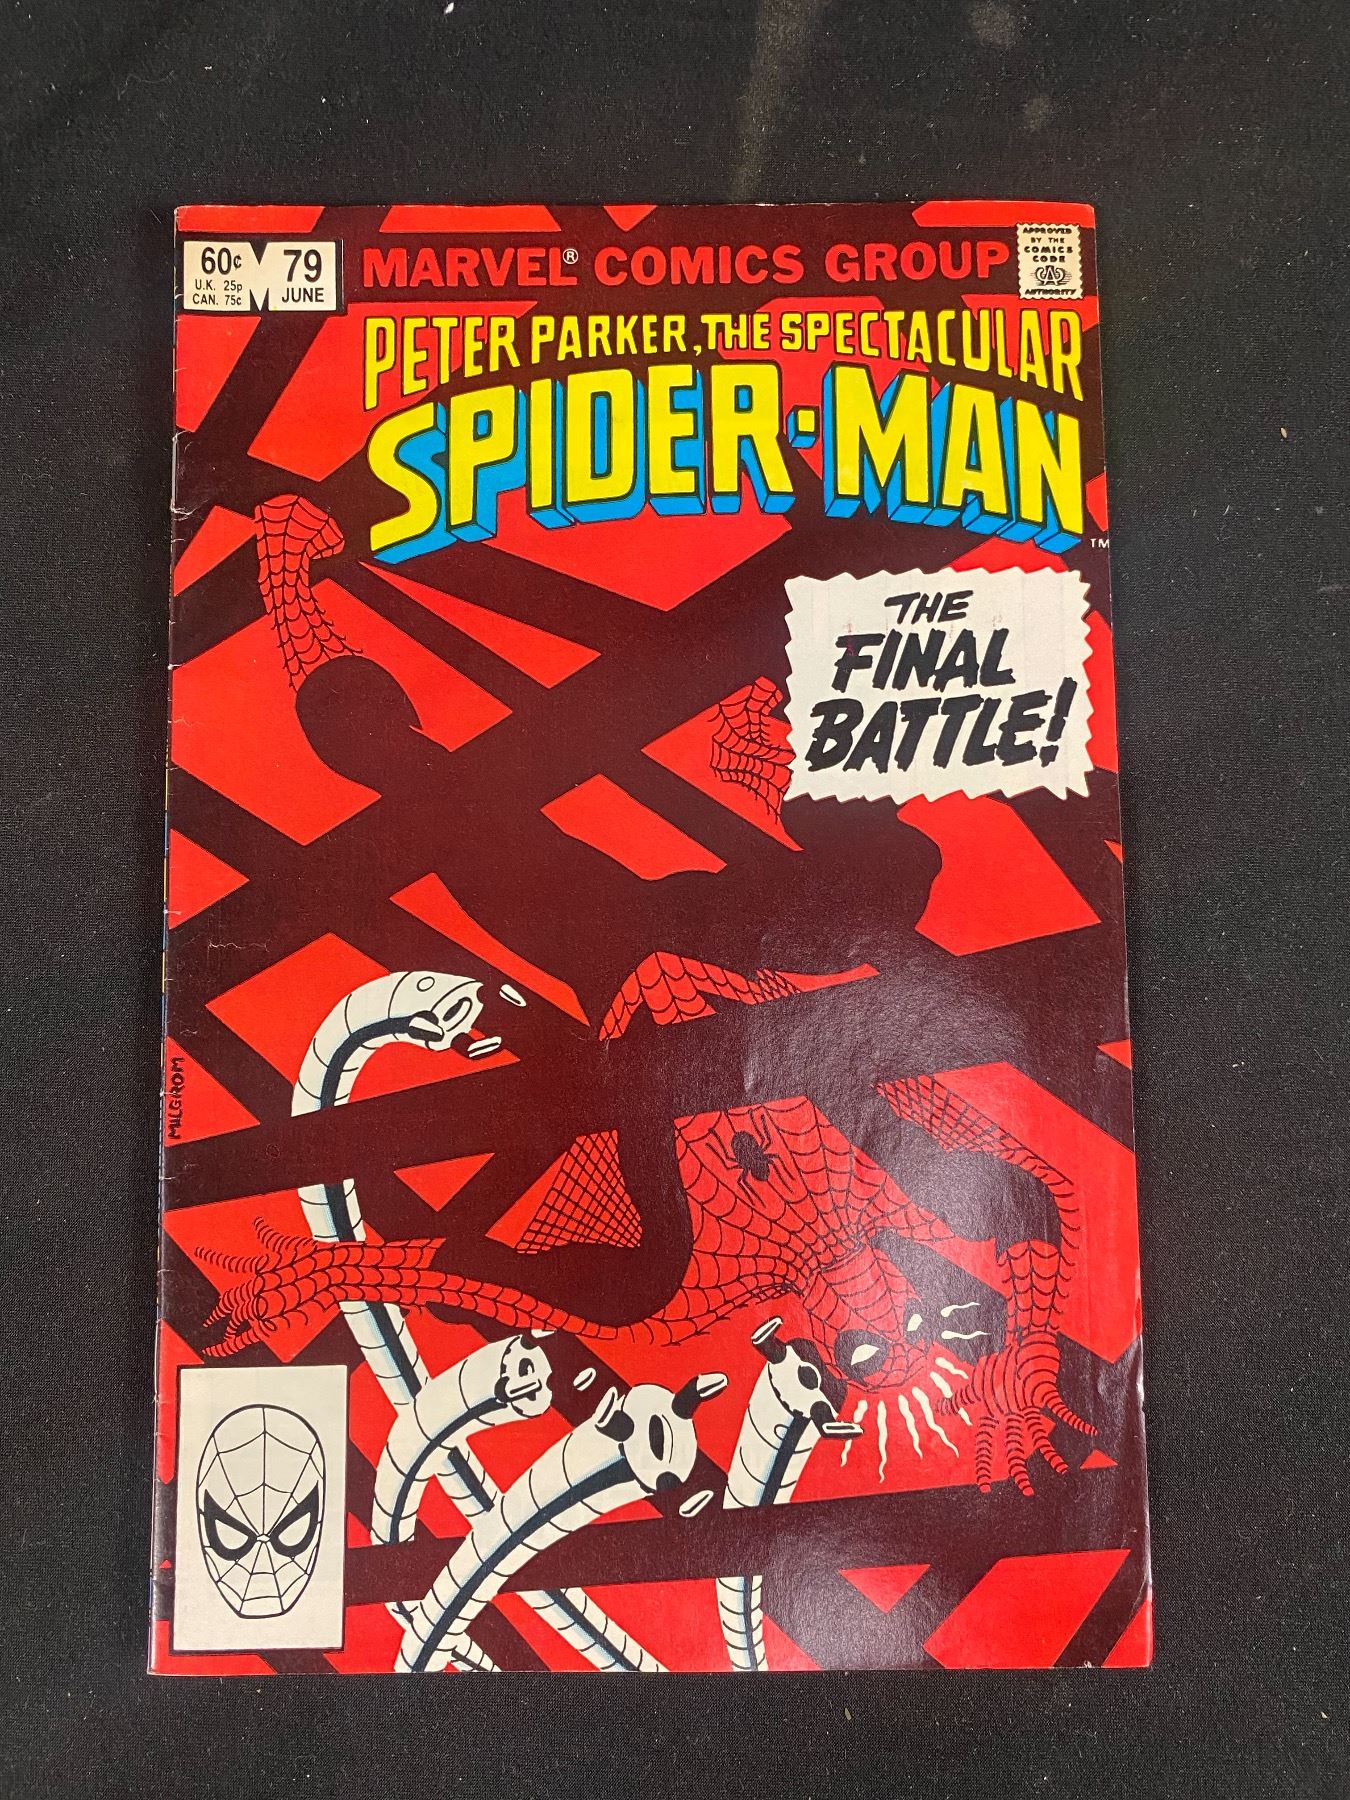 60¢
U.K. 25p
CAN. 75¢
79
JUNE
MARVEL® COMICS GROUP
APPROVED
BY THE
COMICS
CODE
A
AUTHORITY
PETER PARKER, THE SPECTACULAR
SPIDER-MAN
TM
THE
FINAL
BATTLE!
MILGROM